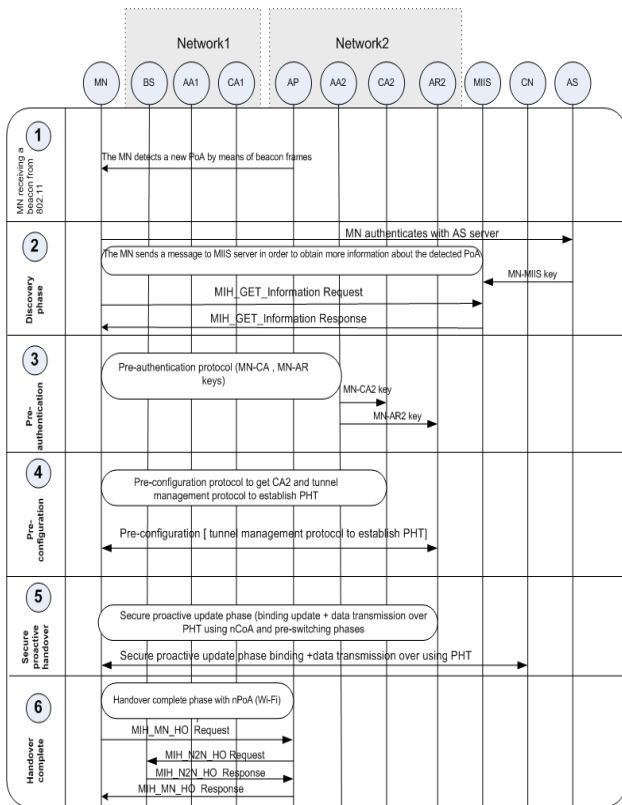 Network1
Network2
MN
BS
AA1
CA1
AP
AA2
CA2
AR2
MIIS
CN
AS
1
MN receiving a
beacon from
802.11
The MN detects a new PoA by means of beacon frames
2
Discovery
phase
MN authenticates with AS server
The MN sends a message to MIIS server in order to obtain more information about the detected PoA
MN-MIIS key
MIH_GET_Information Request
MIH_GET_Information Response
3
Pre-
authentication
Pre-authentication protocol (MN-CA , MN-AR
keys)
MN-CA2 key
MN-AR2 key
4
Pre-
configuration
Pre-configuration protocol to get CA2 and tunnel
management protocol to establish PHT
Pre-configuration [ tunnel management protocol to establish PHT]
5
Secure
proactive
handover
Secure proactive update phase (binding update + data transmission over
PHT using nCoA and pre-switching phases
Secure proactive update phase binding +data transmission over using PHT
6
Handover
complete
Handover complete phase with nPoA (Wi-Fi)
MIH_MN_HO Request
MIH_N2N_HO Request
MIH_N2N_HO Response
MIH_MN_HO Response